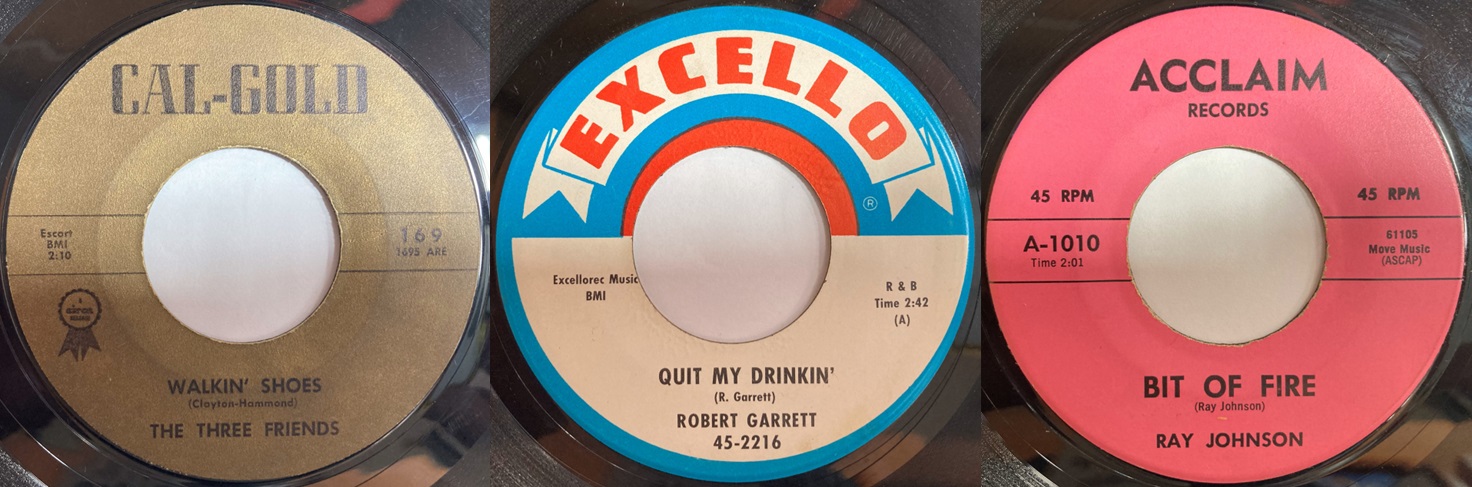 CAL-GOLD
Escort
BMI
2:10
169
1695 ARE
WALKIN' SHOES
(Clayton-Hammond)
THE THREE FRIENDS
EXCELLO
®
Excellorec Music
BMI
R & B
Time 2:42
(A)
QUIT MY DRINKIN'
(R. Garrett)
ROBERT GARRETT
45-2216
ACCLAIM
RECORDS
45 RPM
45 RPM
A-1010
Time 2:01
61105
Move Music
(ASCAP)
BIT OF FIRE
(Ray Johnson)
RAY JOHNSON